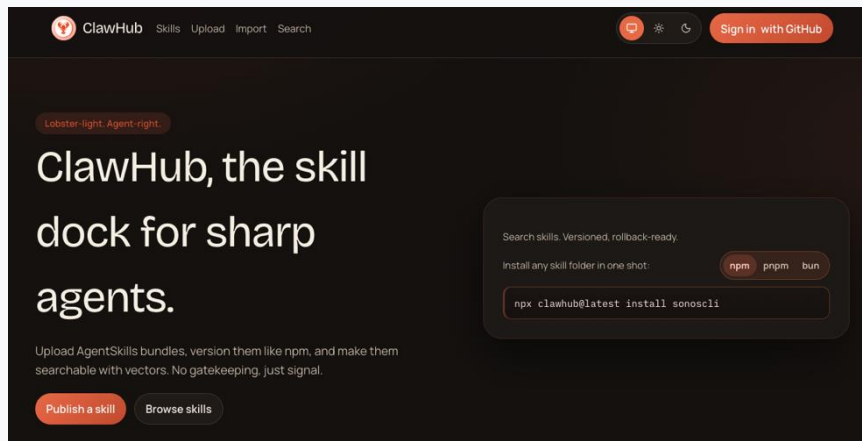 ClawHub Skills Upload Import Search
Sign in with GitHub
Lobster-light. Agent-right.
ClawHub, the skill
dock for sharp
agents.
Upload AgentSkills bundles, version them like npm, and make them
searchable with vectors. No gatekeeping, just signal.
Publish a skill Browse skills
Search skills. Versioned, rollback-ready.
Install any skill folder in one shot: npm pnpm bun
npx clawhub@latest install sonoscli